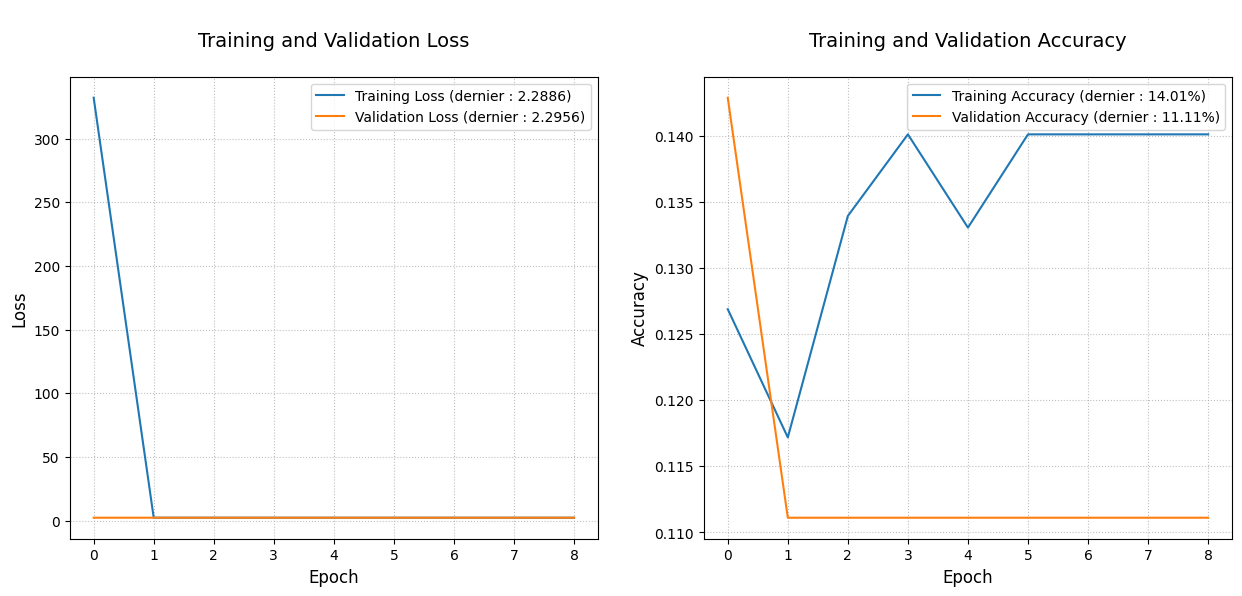 Training and Validation Loss
Training Loss (dernier : 2.2886)
Validation Loss (dernier : 2.2956)
Loss
300
250
200
150
100
50
0
0 1 2 3 4 5 6 7 8
Epoch
Training and Validation Accuracy
Training Accuracy (dernier : 14.01%)
Validation Accuracy (dernier : 11.11%)
Accuracy
0.140
0.135
0.130
0.125
0.120
0.115
0.110
0 1 2 3 4 5 6 7 8
Epoch